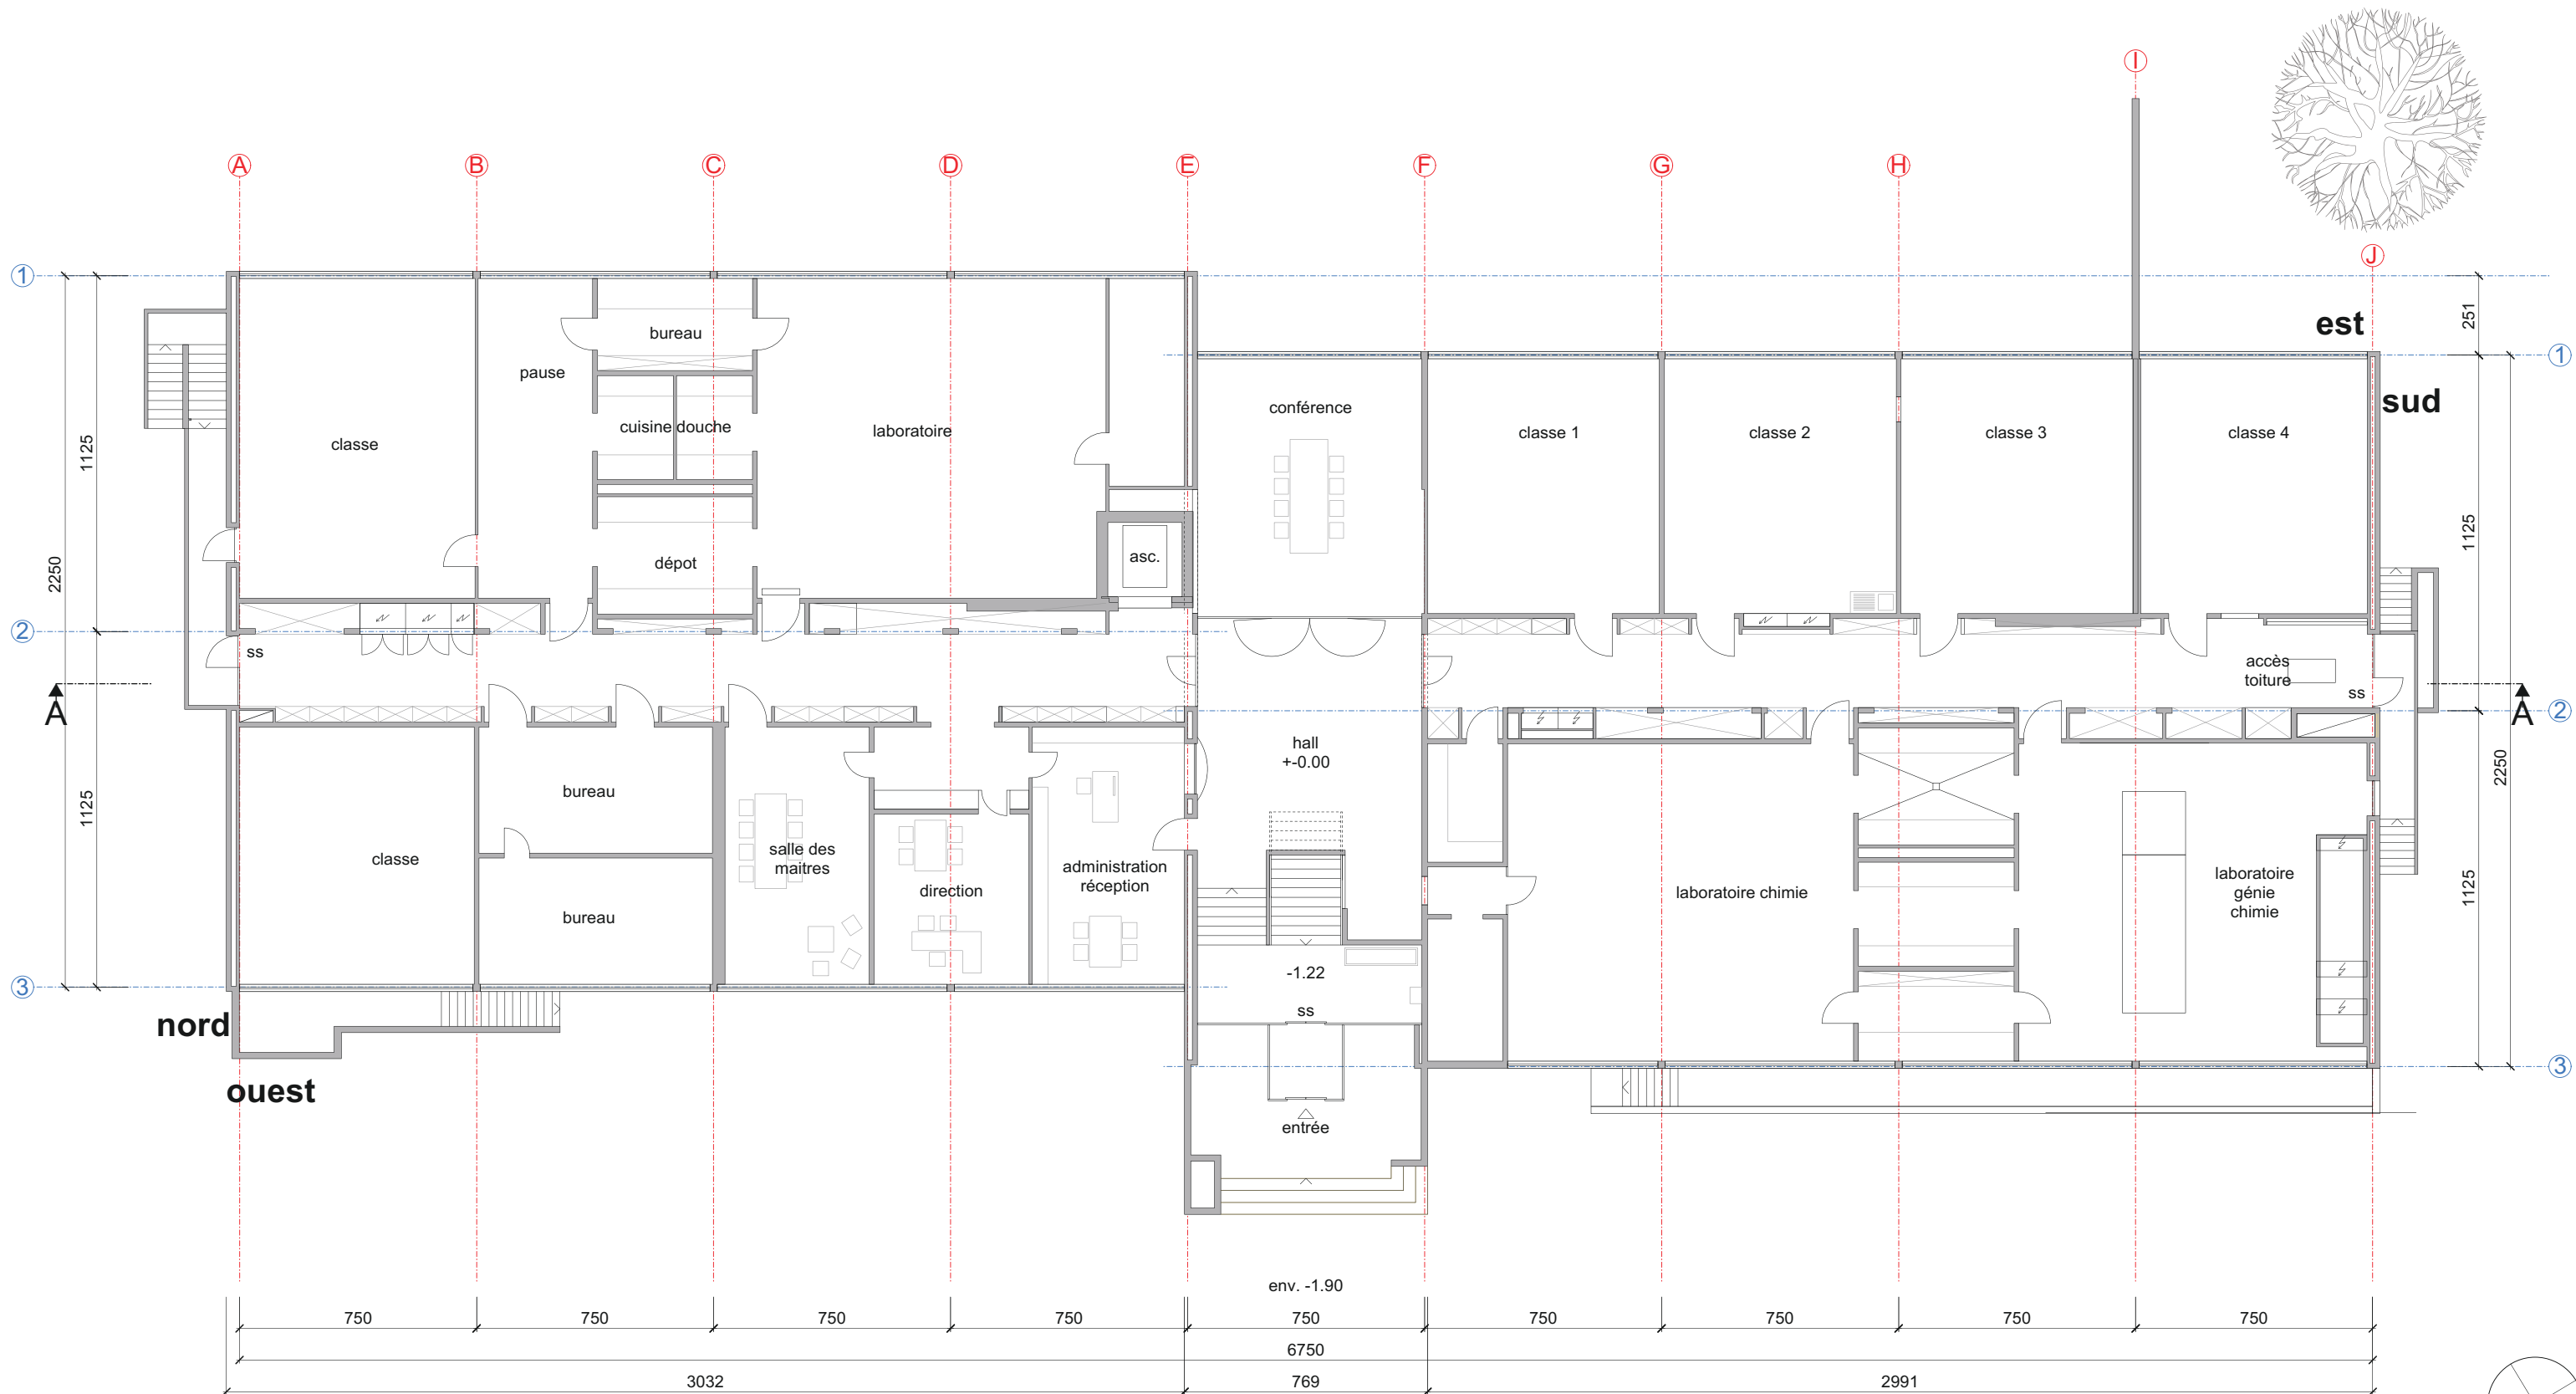 I
A
B
C
D
E
F
G
H
J
1
251
est
1
bureau
pause
sud
conférence
cuisine douche
laboratoire
classe 1
classe 2
classe 3
classe 4
classe
1125
1125
asc.
dépot
2250
2
ss
accès
toiture
ss
A
A
2
hall
+-0.00
2250
bureau
1125
salle des
maitres
classe
administration
réception
direction
laboratoire chimie
laboratoire
génie
chimie
1125
bureau
-1.22
3
ss
nord
3
ouest
entrée
env. -1.90
750
750
750
750
750
750
750
750
750
6750
3032
769
2991